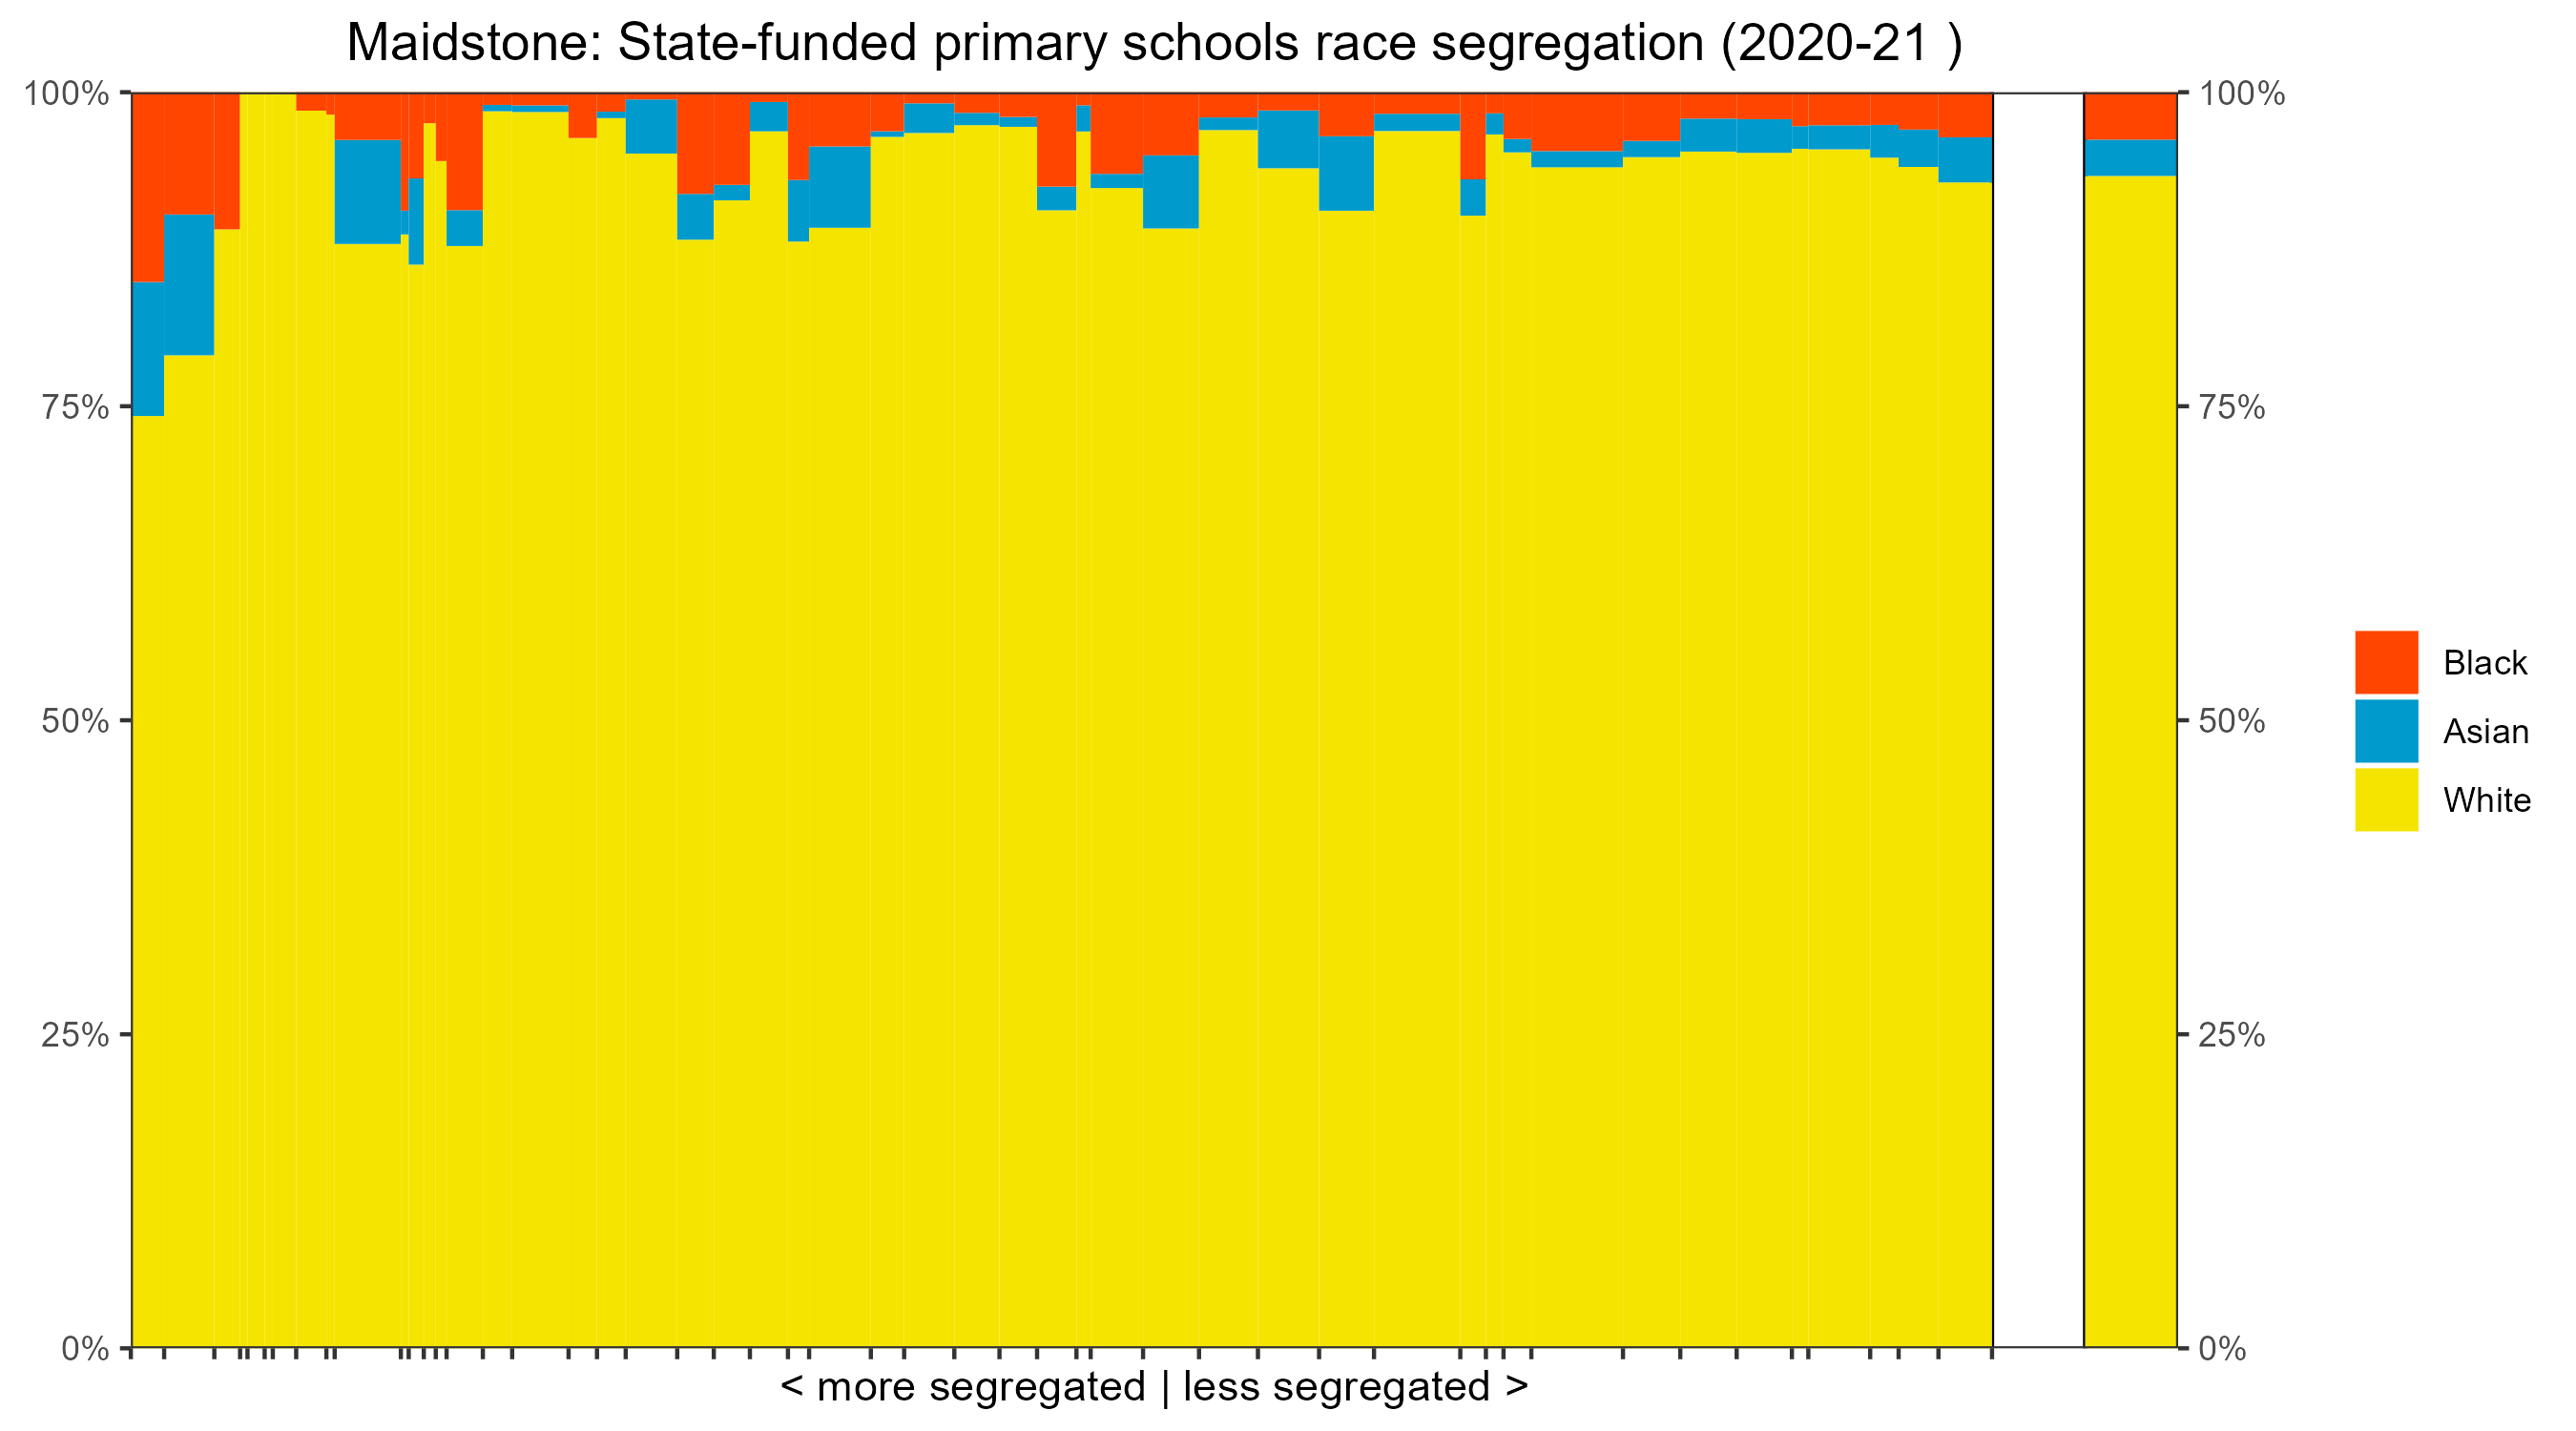 Maidstone: State-funded primary schools race segregation (2020-21 )
100%
100%
75%
75%
50%
50%
25%
25%
0%
0%
Black
Asian
White
< more segregated | less segregated >